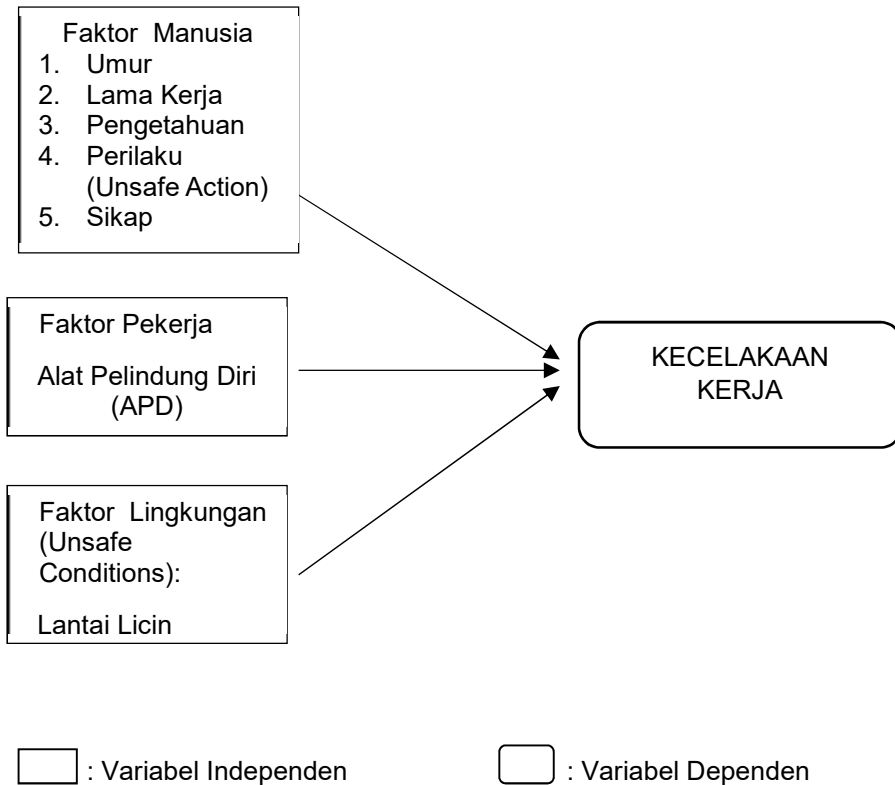 Faktor Manusia
1. Umur
2. Lama Kerja
3. Pengetahuan
4. Perilaku
(Unsafe Action)
5. Sikap
Faktor Pekerja
Alat Pelindung Diri
(APD)
Faktor Lingkungan
(Unsafe
Conditions):
Lantai Licin
KECELAKAAN
KERJA
: Variabel Independen
: Variabel Dependen